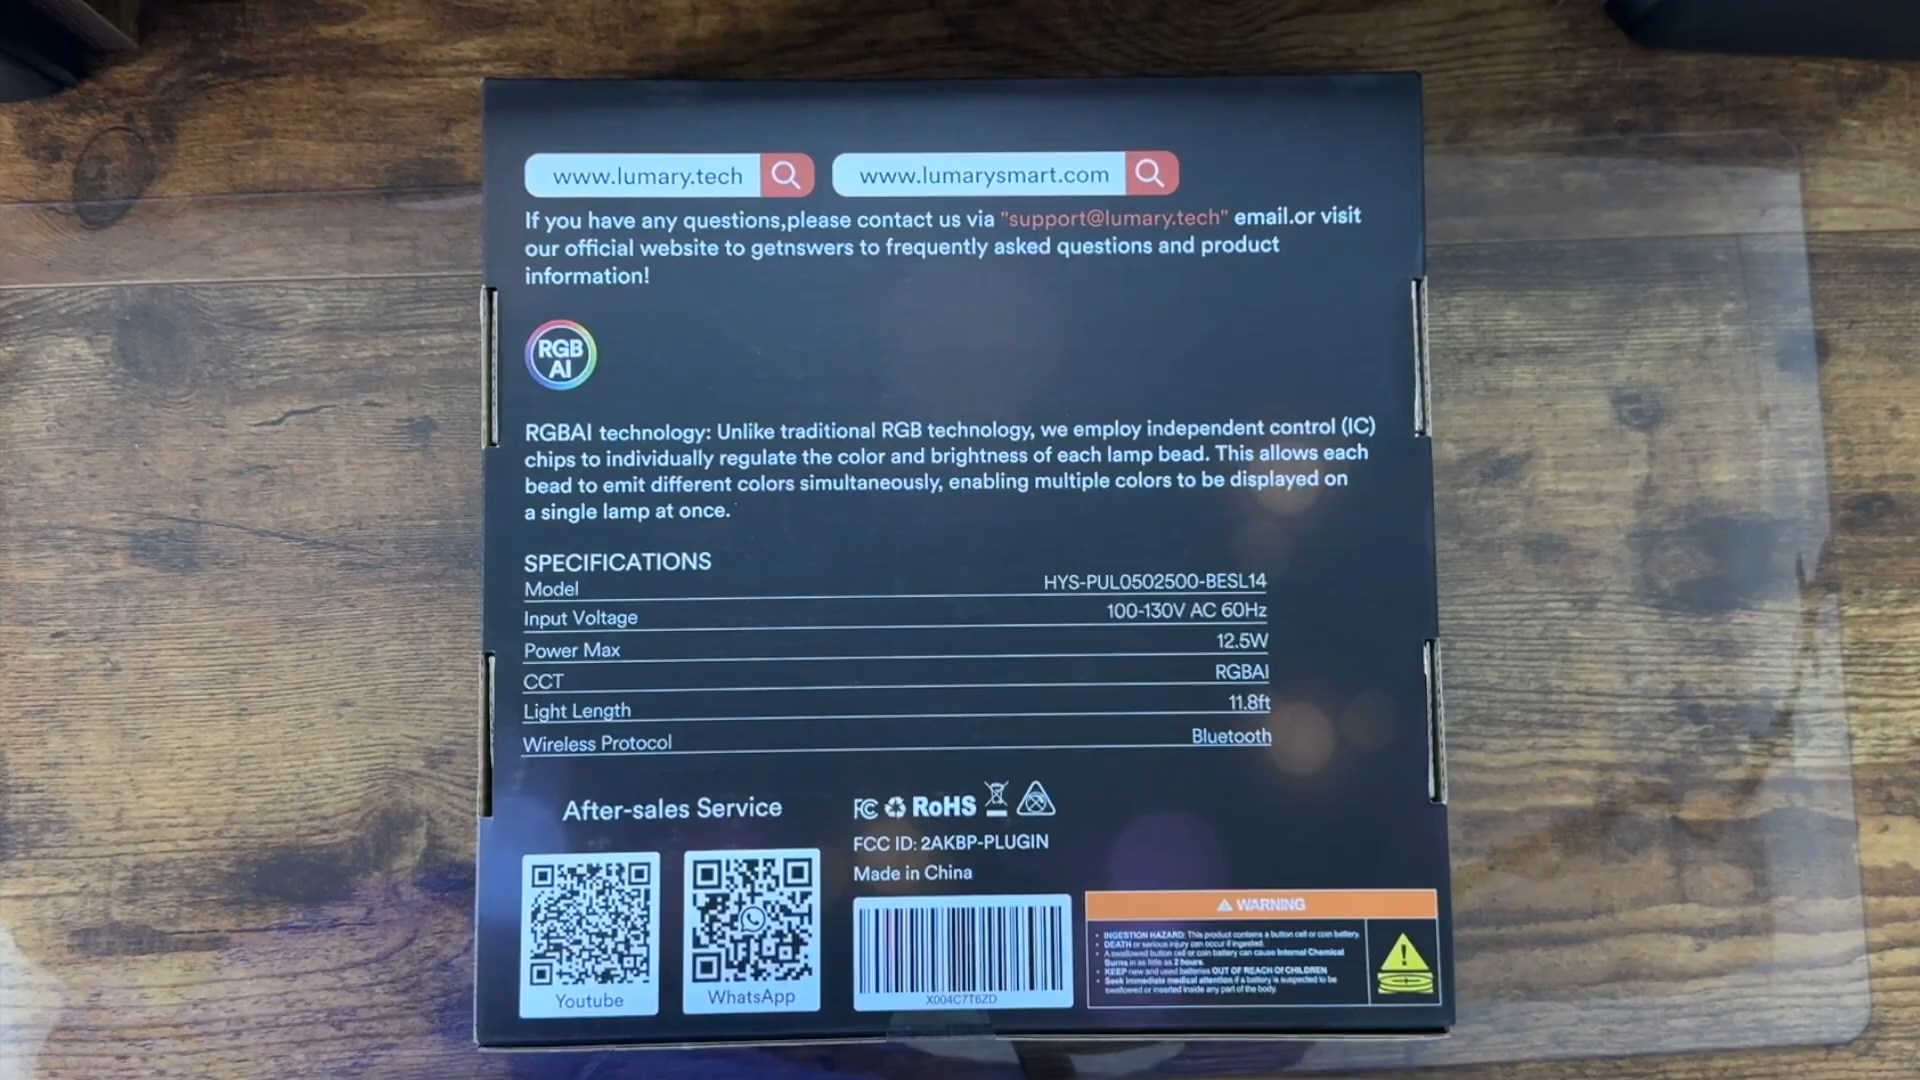 www.lumary.tech
www.lumarysmart.com
If you have any questions,please contact us via "support@lumary.tech" email.or visit
our official website to getnswers to frequently asked questions and product
information!
RGB
AI
RGBAI technology: Unlike traditional RGB technology, we employ independent control (IC)
chips to individually regulate the color and brightness of each lamp bead. This allows each
bead to emit different colors simultaneously, enabling multiple colors to be displayed on
a single lamp at once.
SPECIFICATIONS
Model HYS-PUL0502500-BESL14
Input Voltage 100-130V AC 60Hz
Power Max 12.5W
CCT RGBAI
Light Length 11.8ft
Wireless Protocol Bluetooth
After-sales Service
FC RoHS
FCC ID: 2AKBP-PLUGIN
Made in China
Youtube
WhatsApp
X004C7T6ZD
WARNING
• INGESTION HAZARD: This product contains a button cell or coin battery.
• DEATH or serious injury can occur if ingested.
• A swallowed button cell or coin battery can cause Internal Chemical
Burns in as little as 2 hours.
• KEEP new and used batteries OUT OF REACH Of CHILDREN
• Seek immediate medical attention if a battery is suspected to be
swallowed or inserted inside any part of the body.